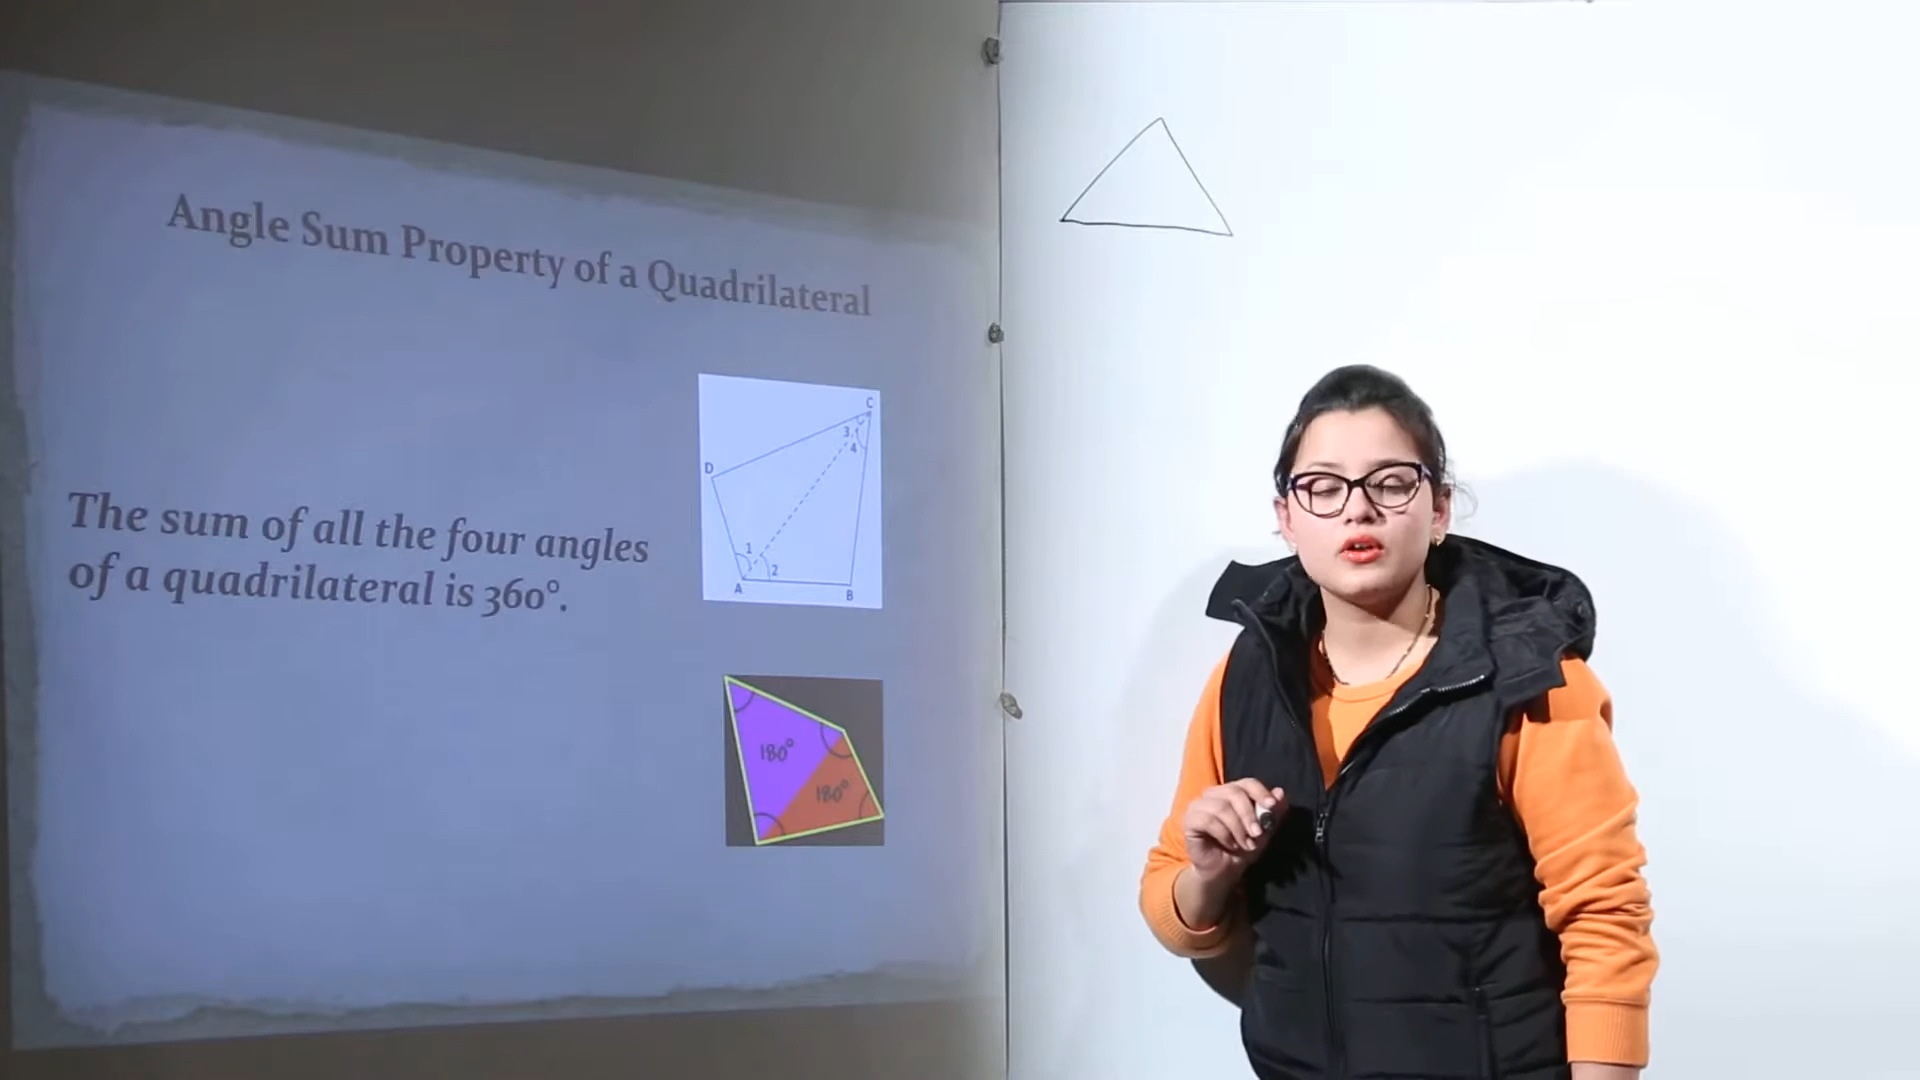 Angle Sum Property of a Quadrilateral
The sum of all the four angles
of a quadrilateral is 360°.
C
3
4
D
1
2
A
B
180°
180°